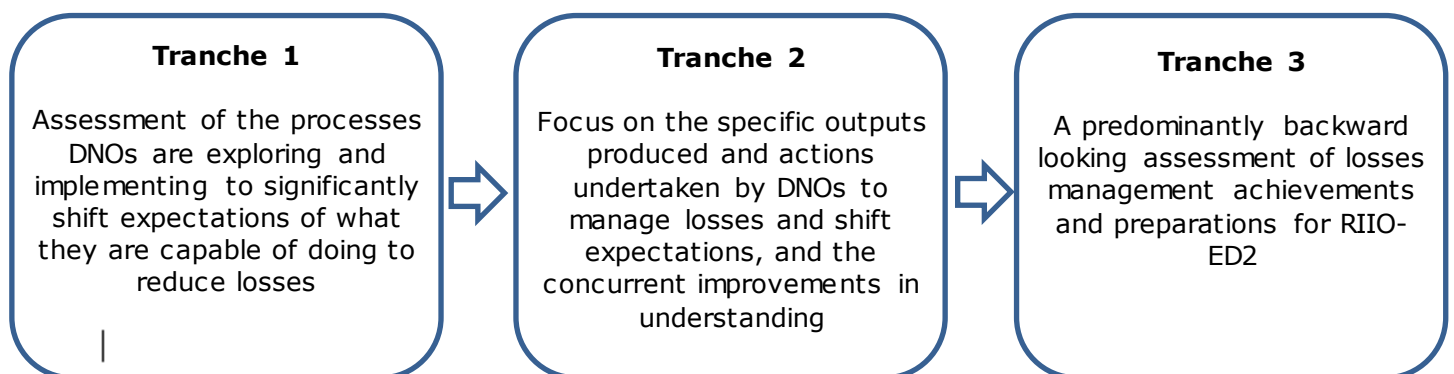 Tranche 1
Assessment of the processes
DNOs are exploring and
implementing to significantly
shift expectations of what
they are capable of doing to
reduce losses
Tranche 2
Focus on the specific outputs
produced and actions
undertaken by DNOs to
manage losses and shift
expectations, and the
concurrent improvements in
understanding
Tranche 3
A predominantly backward
looking assessment of losses
management achievements
and preparations for RIIO-
ED2